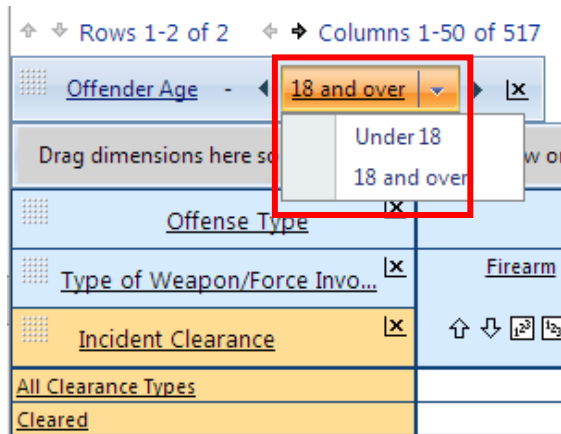 Rows 1-2 of 2 Columns 1-50 of 517
Offender Age - 18 and over
Under 18
Drag dimensions here so
18 and over
Offense Type
Type of Weapon/Force Invo... Firearm
Incident Clearance
All Clearance Types
Cleared